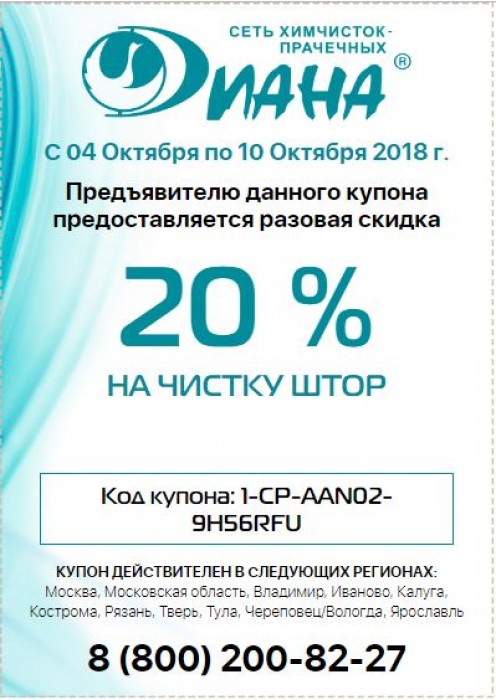 СЕТЬ ХИМЧИСТОК-
ПРАЧЕЧНЫХ
ДИАНА®
С 04 Октября по 10 Октября 2018 г.
Предъявителю данного купона
предоставляется разовая скидка
20 %
НА ЧИСТКУ ШТОР
Код купона: 1-CP-AAN02-
9H56RFU
КУПОН ДЕЙСТВИТЕЛЕН В СЛЕДУЮЩИХ РЕГИОНАХ:
Москва, Московская область, Владимир, Иваново, Калуга,
Кострома, Рязань, Тверь, Тула, Череповец/Вологда, Ярославль
8 (800) 200-82-27